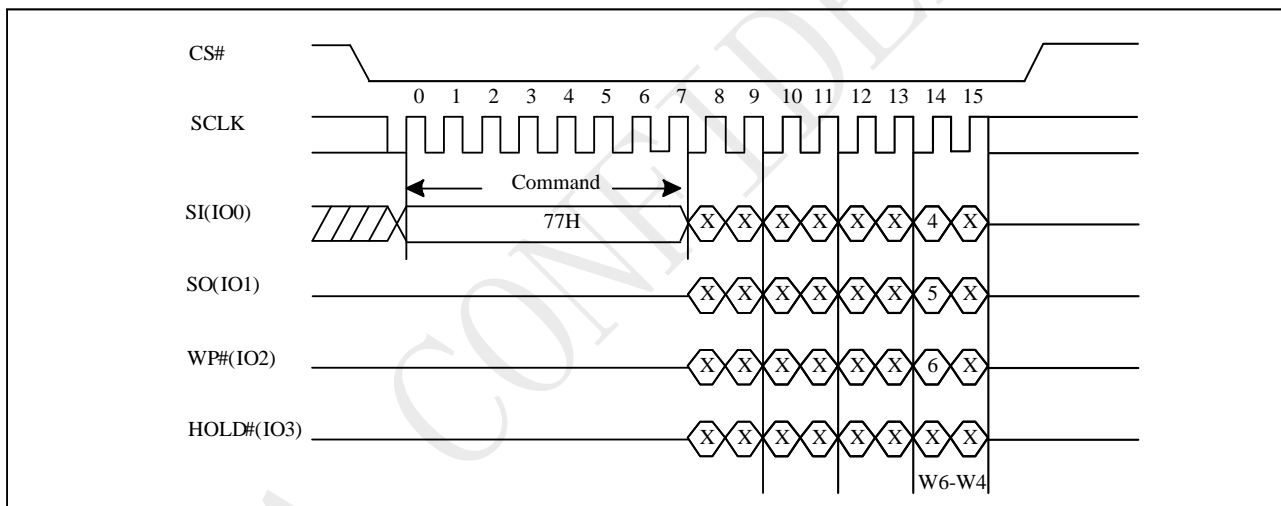 CS#
0 1 2 3 4 5 6 7 8 9 10 11 12 13 14 15
SCLK
Command
SI(IO0) 77H X X X X X X 4 X
SO(IO1) X X X X X X 5 X
WP#(IO2) X X X X X X 6 X
HOLD#(IO3) X X X X X X X X
W6-W4